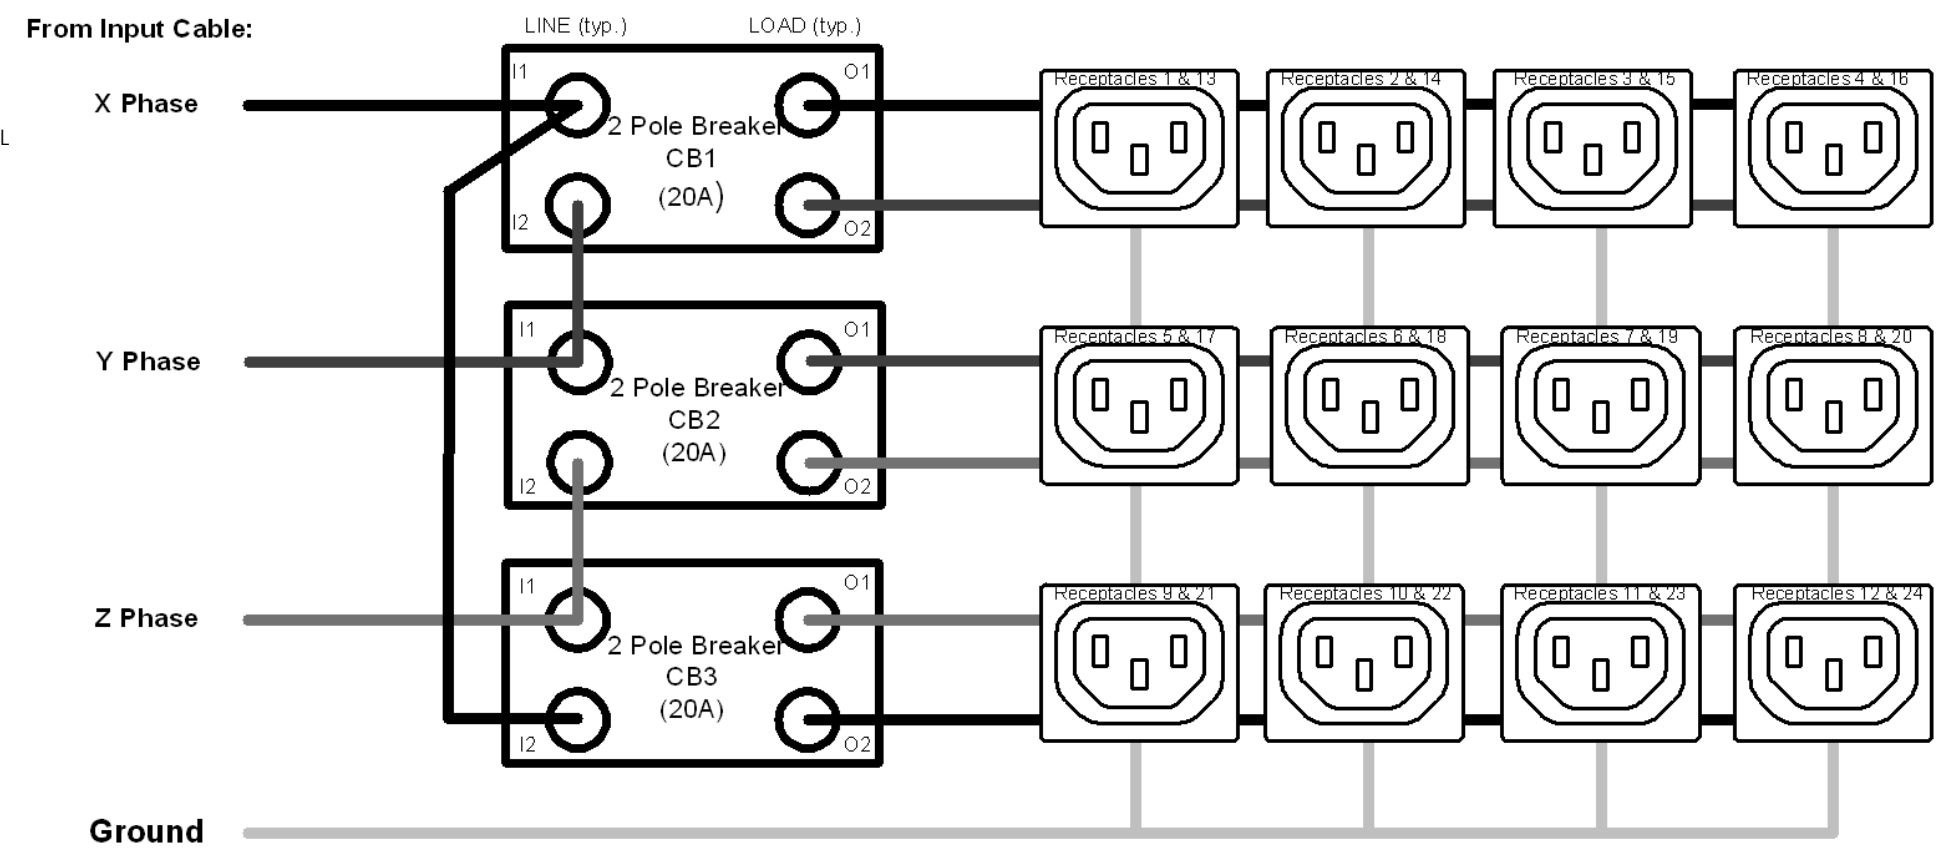 From Input Cable:
LINE (typ.)
LOAD (typ.)
X Phase
L
I1
O1
2 Pole Breaker
CB1
(20A)
I2
O2
Receptacles 1 & 13
Receptacles 2 & 14
Receptacles 3 & 15
Receptacles 4 & 16
Y Phase
I1
O1
2 Pole Breaker
CB2
(20A)
I2
O2
Receptacles 5 & 17
Receptacles 6 & 18
Receptacles 7 & 19
Receptacles 8 & 20
Z Phase
I1
O1
2 Pole Breaker
CB3
(20A)
I2
O2
Receptacles 9 & 21
Receptacles 10 & 22
Receptacles 11 & 23
Receptacles 12 & 24
Ground